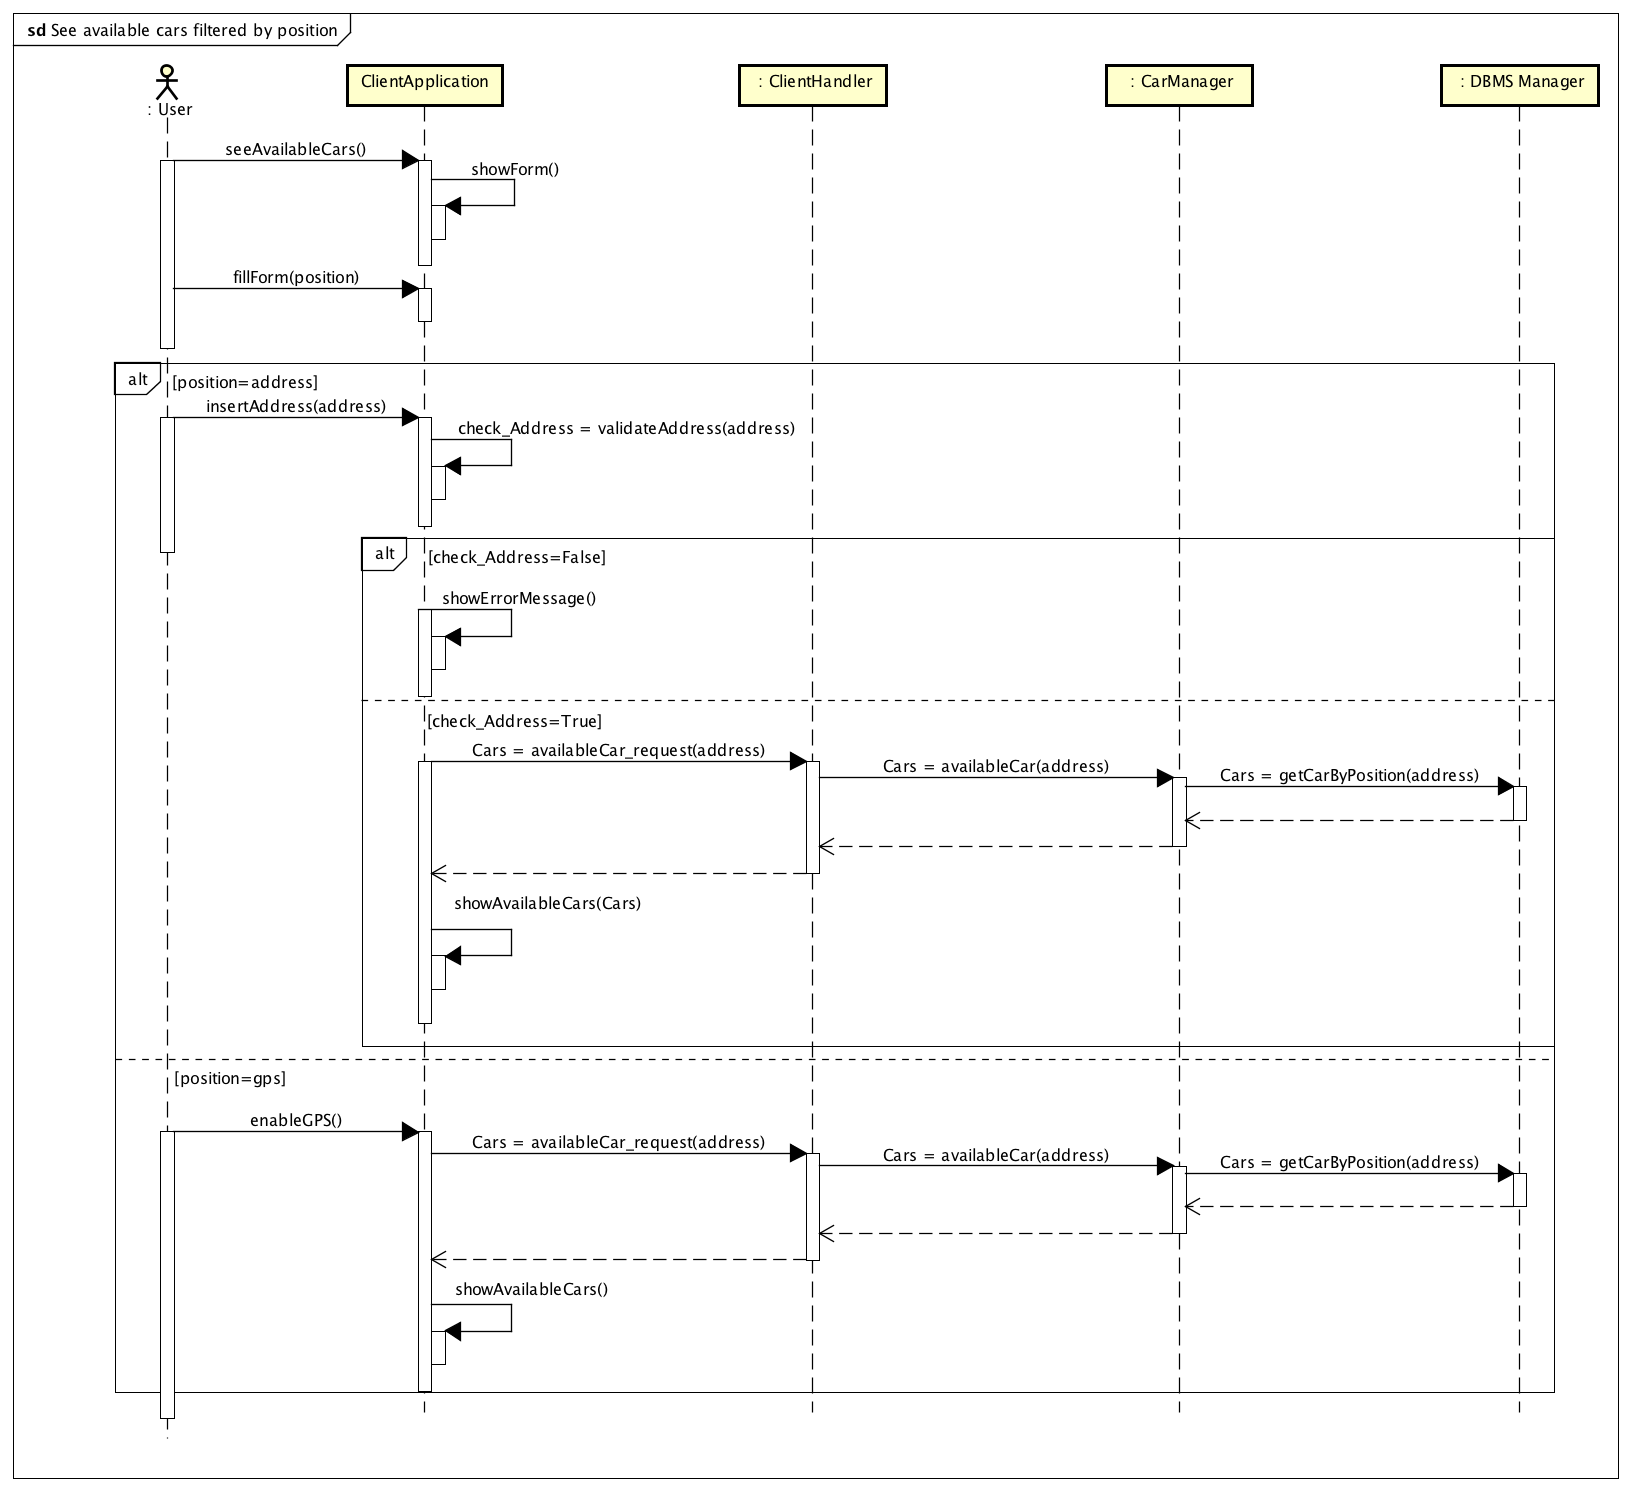 sd See available cars filtered by position
: User
ClientApplication
: ClientHandler
: CarManager
: DBMS Manager
seeAvailableCars()
showForm()
fillForm(position)
alt
[position=address]
insertAddress(address)
check_Address = validateAddress(address)
alt
[check_Address=False]
showErrorMessage()
[check_Address=True]
Cars = availableCar_request(address)
Cars = availableCar(address)
Cars = getCarByPosition(address)
showAvailableCars(Cars)
[position=gps]
enableGPS()
Cars = availableCar_request(address)
Cars = availableCar(address)
Cars = getCarByPosition(address)
showAvailableCars()